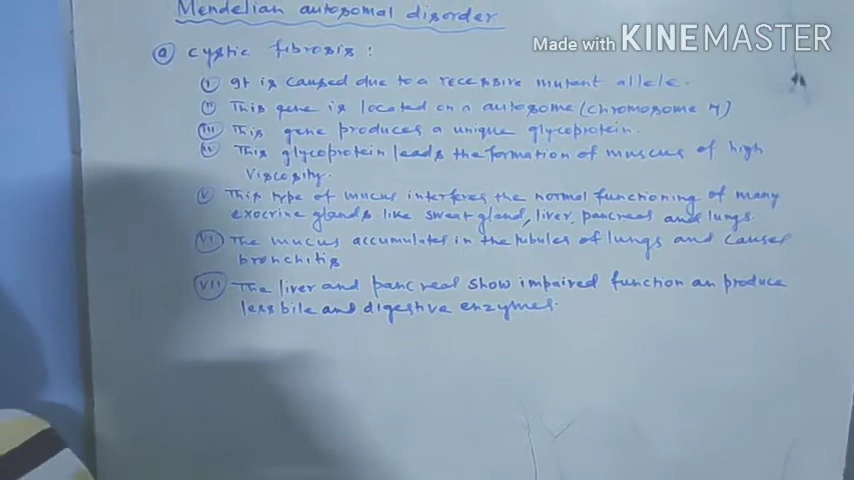 Mendelian autosomal disorder
Made with KINEMASTER
(a) cystic fibrosis :
(i) It is caused due to a recessive mutant allele.
(ii) This gene is located on a autosome (chromosome 7)
(iii) This gene produces a unique glycoprotein.
(iv) This glycoprotein leads the formation of muscus of high
viscosity.
(v) This type of mucus interferes the normal functioning of many
exocrine glands like sweat gland, liver, pancreas and lungs.
(vi) The mucus accumulates in the tubules of lungs and causes
bronchitis
(vii) The liver and pancreas show impaired function an produce
less bile and digestive enzymes.